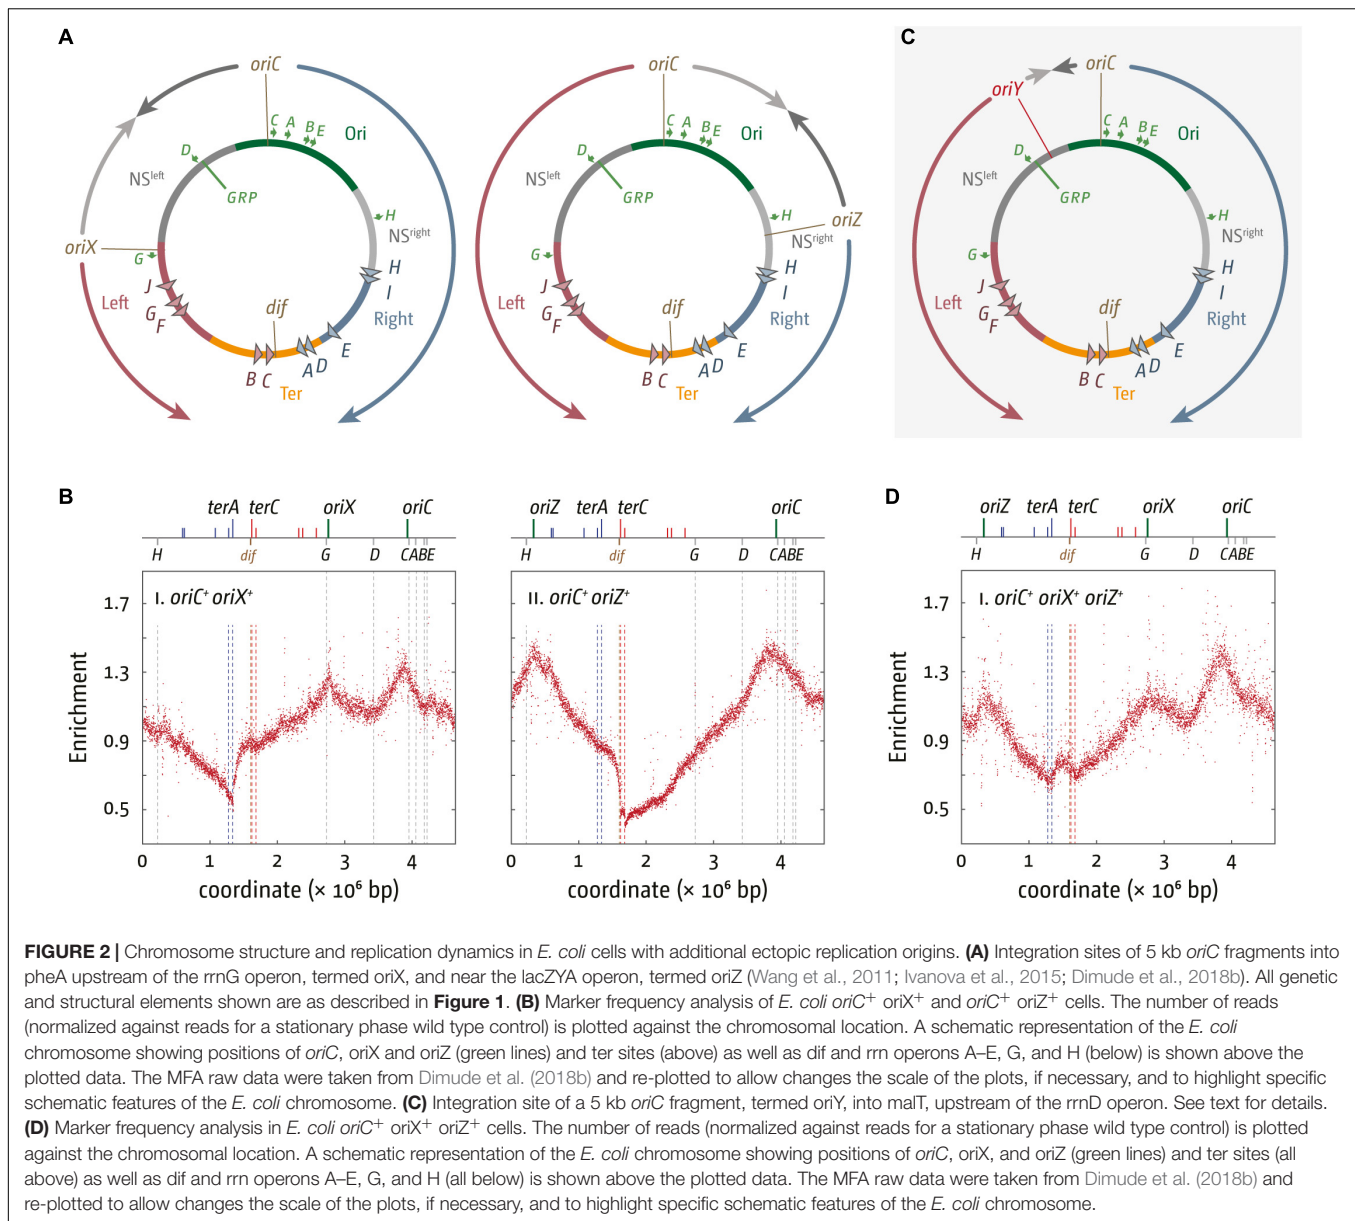 A
oriC
C
A
B
E
Ori
D
NSleft
GRP
H
oriX
NSright
G
H
J
I
Left
G
F
dif
Right
E
D
A
B
C
Ter
oriC
C
A
B
E
Ori
D
NSleft
GRP
H
oriZ
NSright
G
H
J
I
Left
G
F
dif
Right
E
D
A
B
C
Ter
C
oriY
oriC
C
A
B
E
Ori
D
NSleft
GRP
H
NSright
G
H
J
I
Left
G
F
dif
Right
E
D
A
B
C
Ter
B
terA terC oriX oriC
H dif G D CABE
I. oriC+ oriX+
1.7
1.3
0.9
0.5
Enrichment
0 1 2 3 4
coordinate (× 10⁶ bp)
oriZ terA terC oriC
H dif G D CABE
II. oriC+ oriZ+
0 1 2 3 4
coordinate (× 10⁶ bp)
D
oriZ terA terC oriX oriC
H dif G D CABE
I. oriC+ oriX+ oriZ+
1.7
1.3
0.9
0.5
Enrichment
0 1 2 3 4
coordinate (× 10⁶ bp)
FIGURE 2 | Chromosome structure and replication dynamics in E. coli cells with additional ectopic replication origins. (A) Integration sites of 5 kb oriC fragments into
pheA upstream of the rrnG operon, termed oriX, and near the lacZYA operon, termed oriZ (Wang et al., 2011; Ivanova et al., 2015; Dimude et al., 2018b). All genetic
and structural elements shown are as described in Figure 1. (B) Marker frequency analysis of E. coli oriC+ oriX+ and oriC+ oriZ+ cells. The number of reads
(normalized against reads for a stationary phase wild type control) is plotted against the chromosomal location. A schematic representation of the E. coli
chromosome showing positions of oriC, oriX and oriZ (green lines) and ter sites (above) as well as dif and rrn operons A–E, G, and H (below) is shown above the
plotted data. The MFA raw data were taken from Dimude et al. (2018b) and re-plotted to allow changes the scale of the plots, if necessary, and to highlight specific
schematic features of the E. coli chromosome. (C) Integration site of a 5 kb oriC fragment, termed oriY, into malT, upstream of the rrnD operon. See text for details.
(D) Marker frequency analysis in E. coli oriC+ oriX+ oriZ+ cells. The number of reads (normalized against reads for a stationary phase wild type control) is plotted
against the chromosomal location. A schematic representation of the E. coli chromosome showing positions of oriC, oriX, and oriZ (green lines) and ter sites (all
above) as well as dif and rrn operons A–E, G, and H (all below) is shown above the plotted data. The MFA raw data were taken from Dimude et al. (2018b) and
re-plotted to allow changes the scale of the plots, if necessary, and to highlight specific schematic features of the E. coli chromosome.